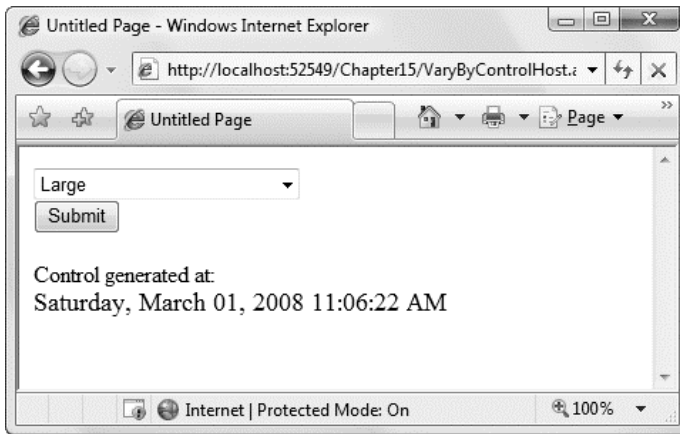 Untitled Page - Windows Internet Explorer
http://localhost:52549/Chapter15/VaryByControlHost.a
Untitled Page
Page
Large
Submit
Control generated at:
Saturday, March 01, 2008 11:06:22 AM
Internet | Protected Mode: On
100%